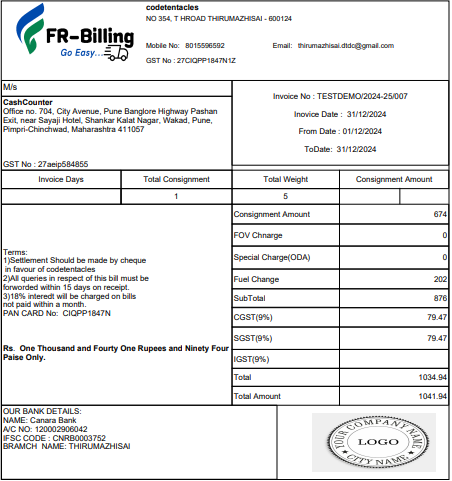 FR-Billing
Go Easy...
codetentacles
NO 354, T HROAD THIRUMAZHISAI - 600124
Mobile No: 8015596592 Email: thirumazhisai.dtdc@gmail.com
GST No : 27CIQPP1847N1Z
M/s
CashCounter
Office no. 704, City Avenue, Pune Banglore Highway Pashan
Exit, near Sayaji Hotel, Shankar Kalat Nagar, Wakad, Pune,
Pimpri-Chinchwad, Maharashtra 411057
GST No : 27aeip584855
Invoice No : TESTDEMO/2024-25/007
Invoice Date : 31/12/2024
From Date : 01/12/2024
ToDate: 31/12/2024
Invoice Days Total Consignment Total Weight Consignment Amount
1 5
Terms:
1)Settlement Should be made by cheque
in favour of codetentacles
2)All queries in respect of this bill must be
forworded within 15 days on receipt.
3)18% interedt will be charged on bills
not paid within a month.
PAN CARD No: CIQPP1847N
Rs. One Thousand and Fourty One Rupees and Ninety Four
Paise Only.
Consignment Amount 674
FOV Chnarge 0
Special Charge(ODA) 0
Fuel Change 202
SubTotal 876
CGST(9%) 79.47
SGST(9%) 79.47
IGST(9%)
Total 1034.94
Total Amount 1041.94
OUR BANK DETAILS:
NAME: Canara Bank
A/C NO: 120002906042
IFSC CODE : CNRB0003752
BRAMCH NAME: THIRUMAZHISAI
YOUR COMPANY NAME
LOGO
CITY NAME